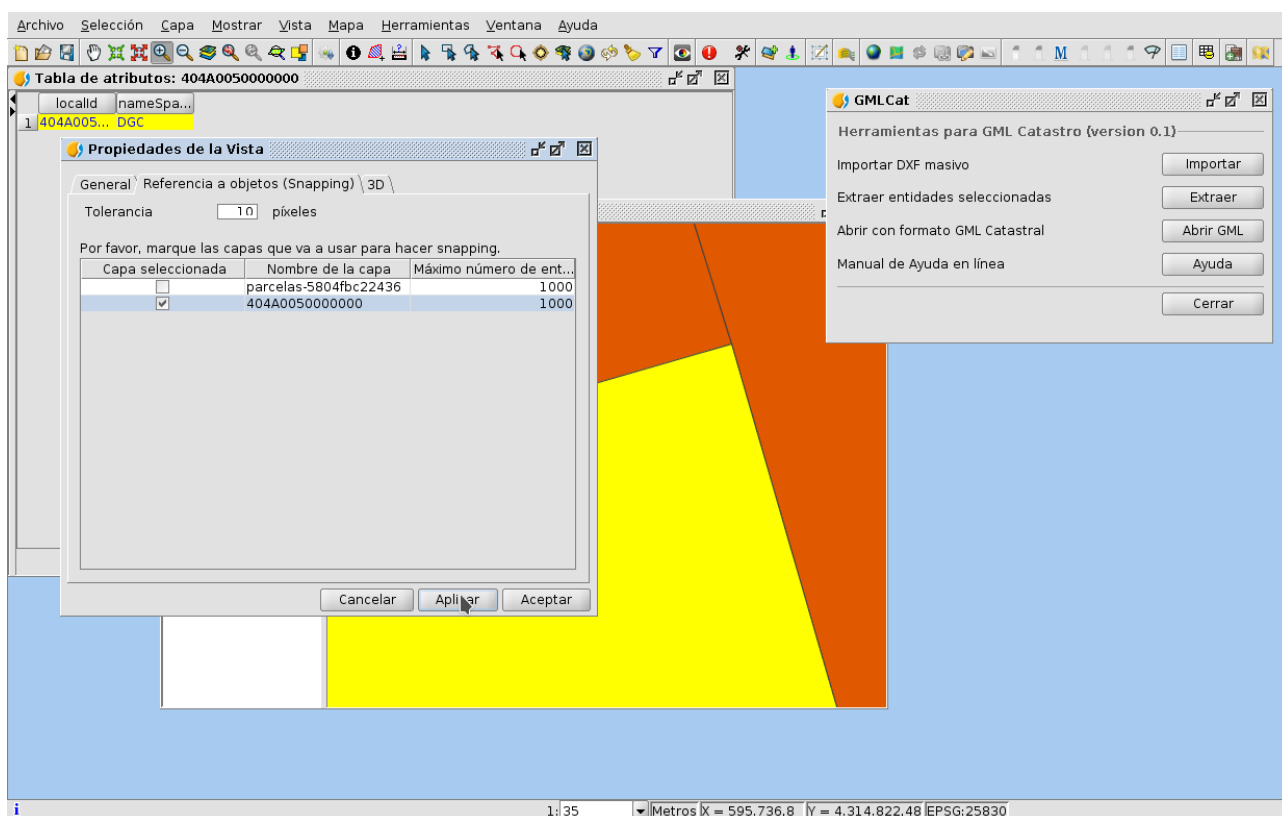 Archivo Selección Capa Mostrar Vista Mapa Herramientas Ventana Ayuda
Tabla de atributos: 404A0050000000
localId nameSpa...
1 404A005... DGC
Propiedades de la Vista
General Referencia a objetos (Snapping) 3D
Tolerancia 10 píxeles
Por favor, marque las capas que va a usar para hacer snapping.
Capa seleccionada Nombre de la capa Máximo número de ent...
parcelas-5804fbc22436 1000
404A0050000000 1000
Cancelar Aplicar Aceptar
GMLCat
Herramientas para GML Catastro (version 0.1)
Importar DXF masivo Importar
Extraer entidades seleccionadas Extraer
Abrir con formato GML Catastral Abrir GML
Manual de Ayuda en línea Ayuda
Cerrar
1: 35 Metros X = 595.736,8 Y = 4.314.822,48 EPSG:25830